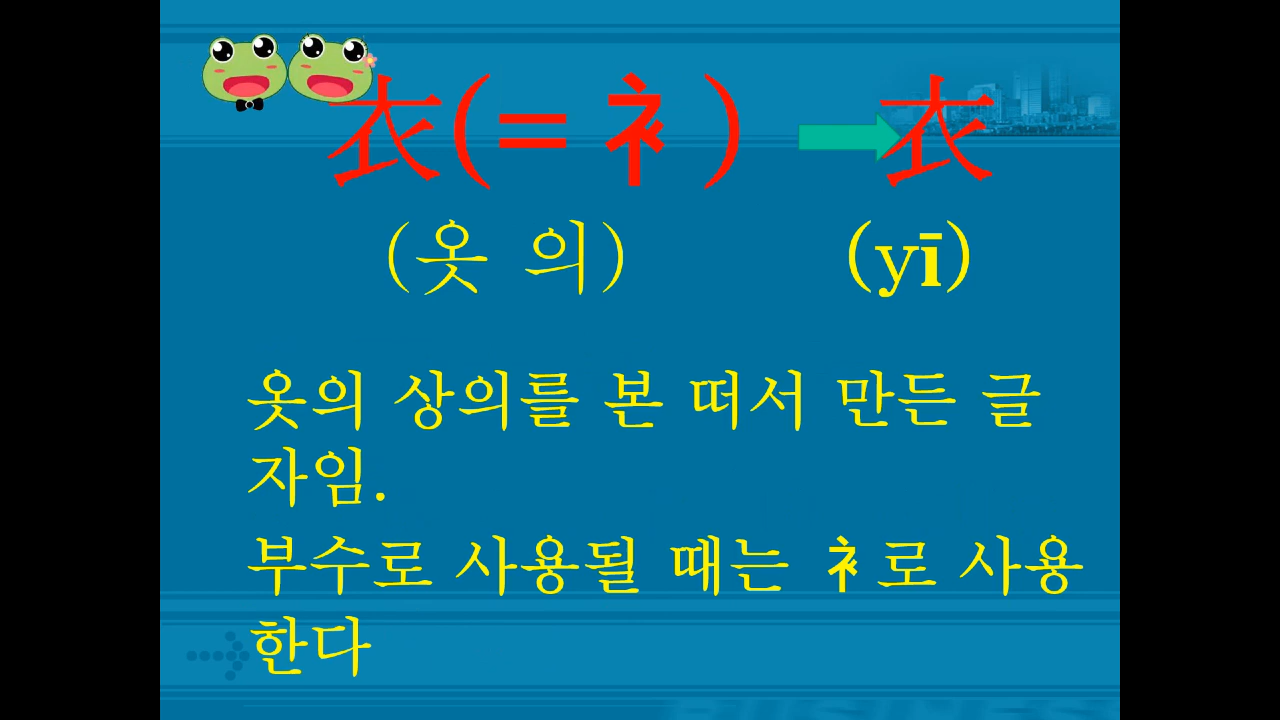 衣(= 衤) 衣
(옷 의) (yī)
옷의 상의를 본 떠서 만든 글
자임.
부수로 사용될 때는 衤로 사용
한다
BUSINESS